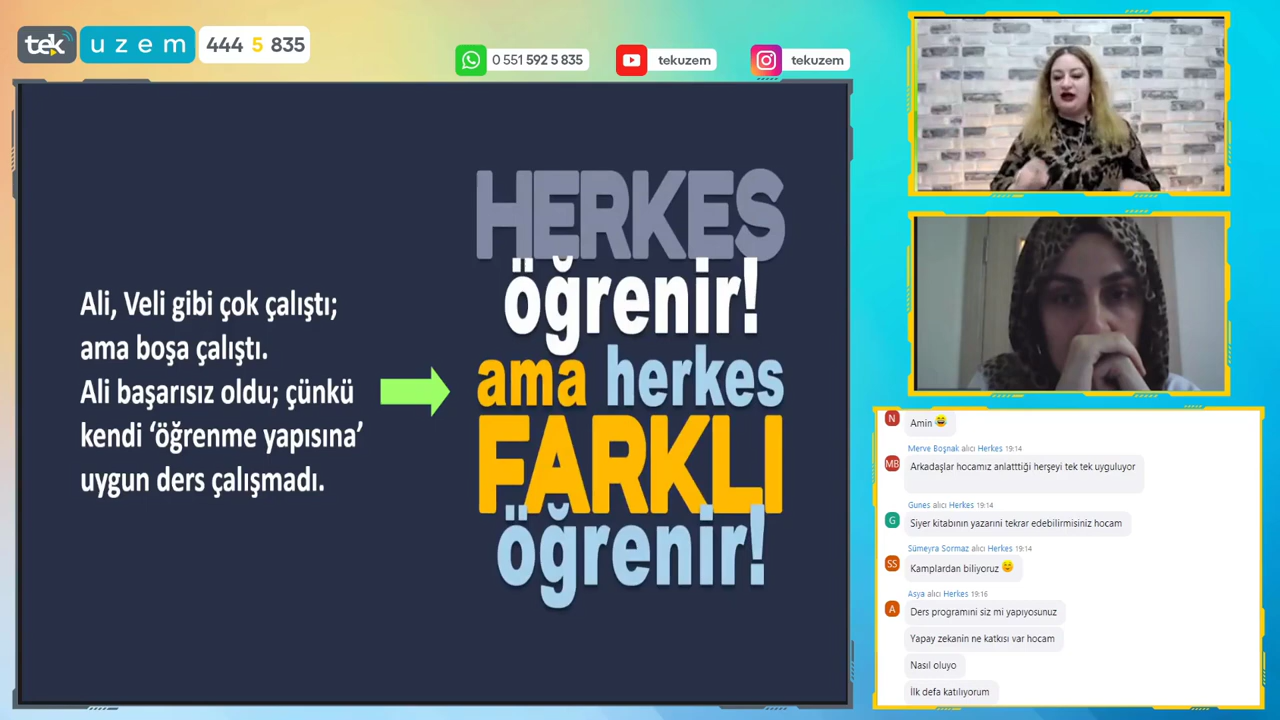 tek
uzem
444 5 835
0 551 592 5 835
tekuzem
tekuzem
Ali, Veli gibi çok çalıştı;
ama boşa çalıştı.
Ali başarısız oldu; çünkü
kendi ‘öğrenme yapısına’
uygun ders çalışmadı.
HERKES
öğrenir!
ama herkes
FARKLI
öğrenir!
N
Amin
Merve Boşnak alıcı Herkes 19:14
MB
Arkadaşlar hocamız anlatttiği herşeyi tek tek uyguluyor
Gunes alıcı Herkes 19:14
G
Siyer kitabının yazarıni tekrar edebilirmisiniz hocam
Sümeyra Sormaz alıcı Herkes 19:14
SS
Kamplardan biliyoruz
Asya alıcı Herkes 19:16
A
Ders programıni siz mi yapıyosunuz
Yapay zekanin ne katkısı var hocam
Nasıl oluyo
İlk defa katılıyorum